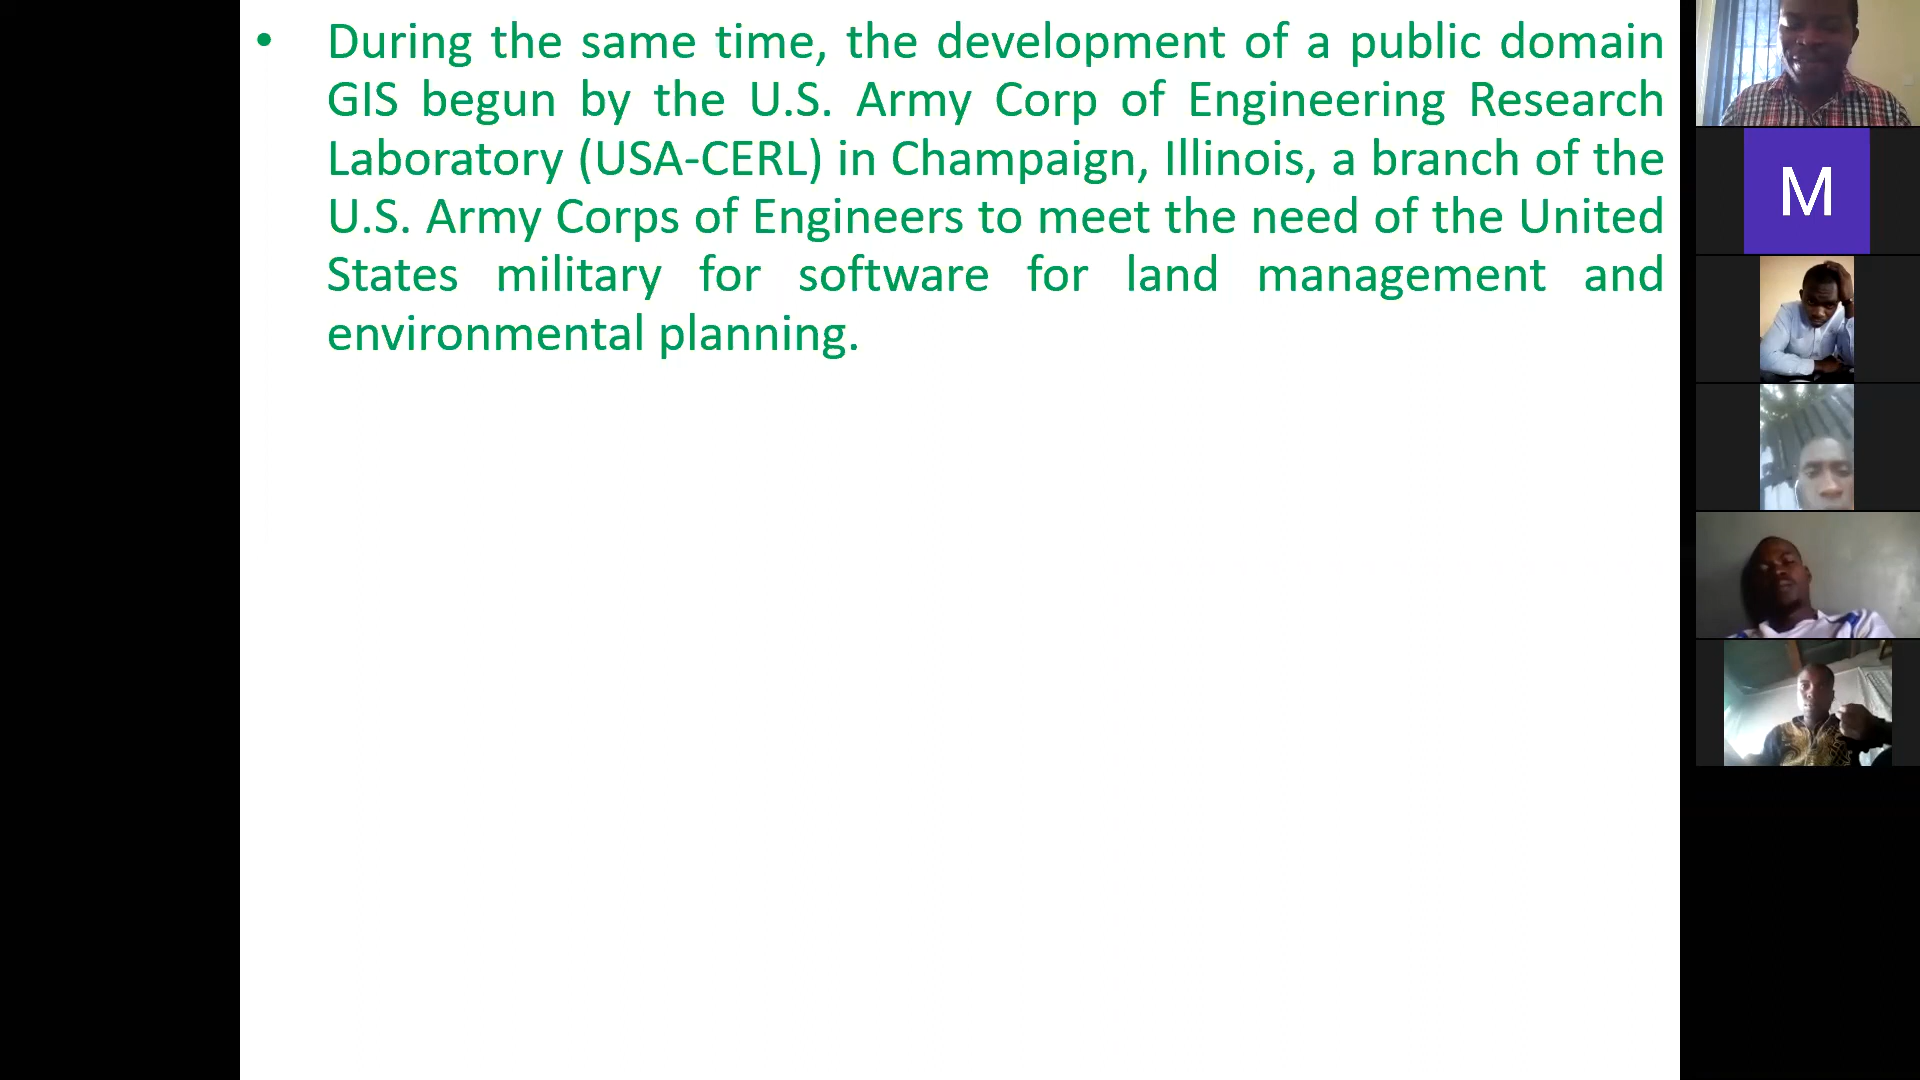 • During the same time, the development of a public domain
GIS begun by the U.S. Army Corp of Engineering Research
Laboratory (USA-CERL) in Champaign, Illinois, a branch of the
U.S. Army Corps of Engineers to meet the need of the United
States military for software for land management and
environmental planning.
M